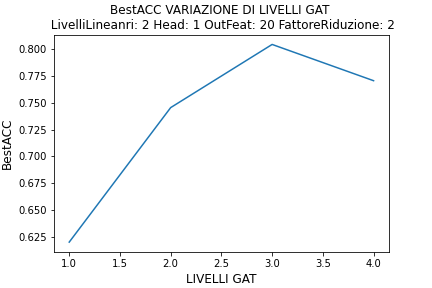 BestACC VARIAZIONE DI LIVELLI GAT
LivelliLineanri: 2 Head: 1 OutFeat: 20 FattoreRiduzione: 2
0.800
0.775
0.750
0.725
0.700
0.675
0.650
0.625
BestACC
1.0 1.5 2.0 2.5 3.0 3.5 4.0
LIVELLI GAT